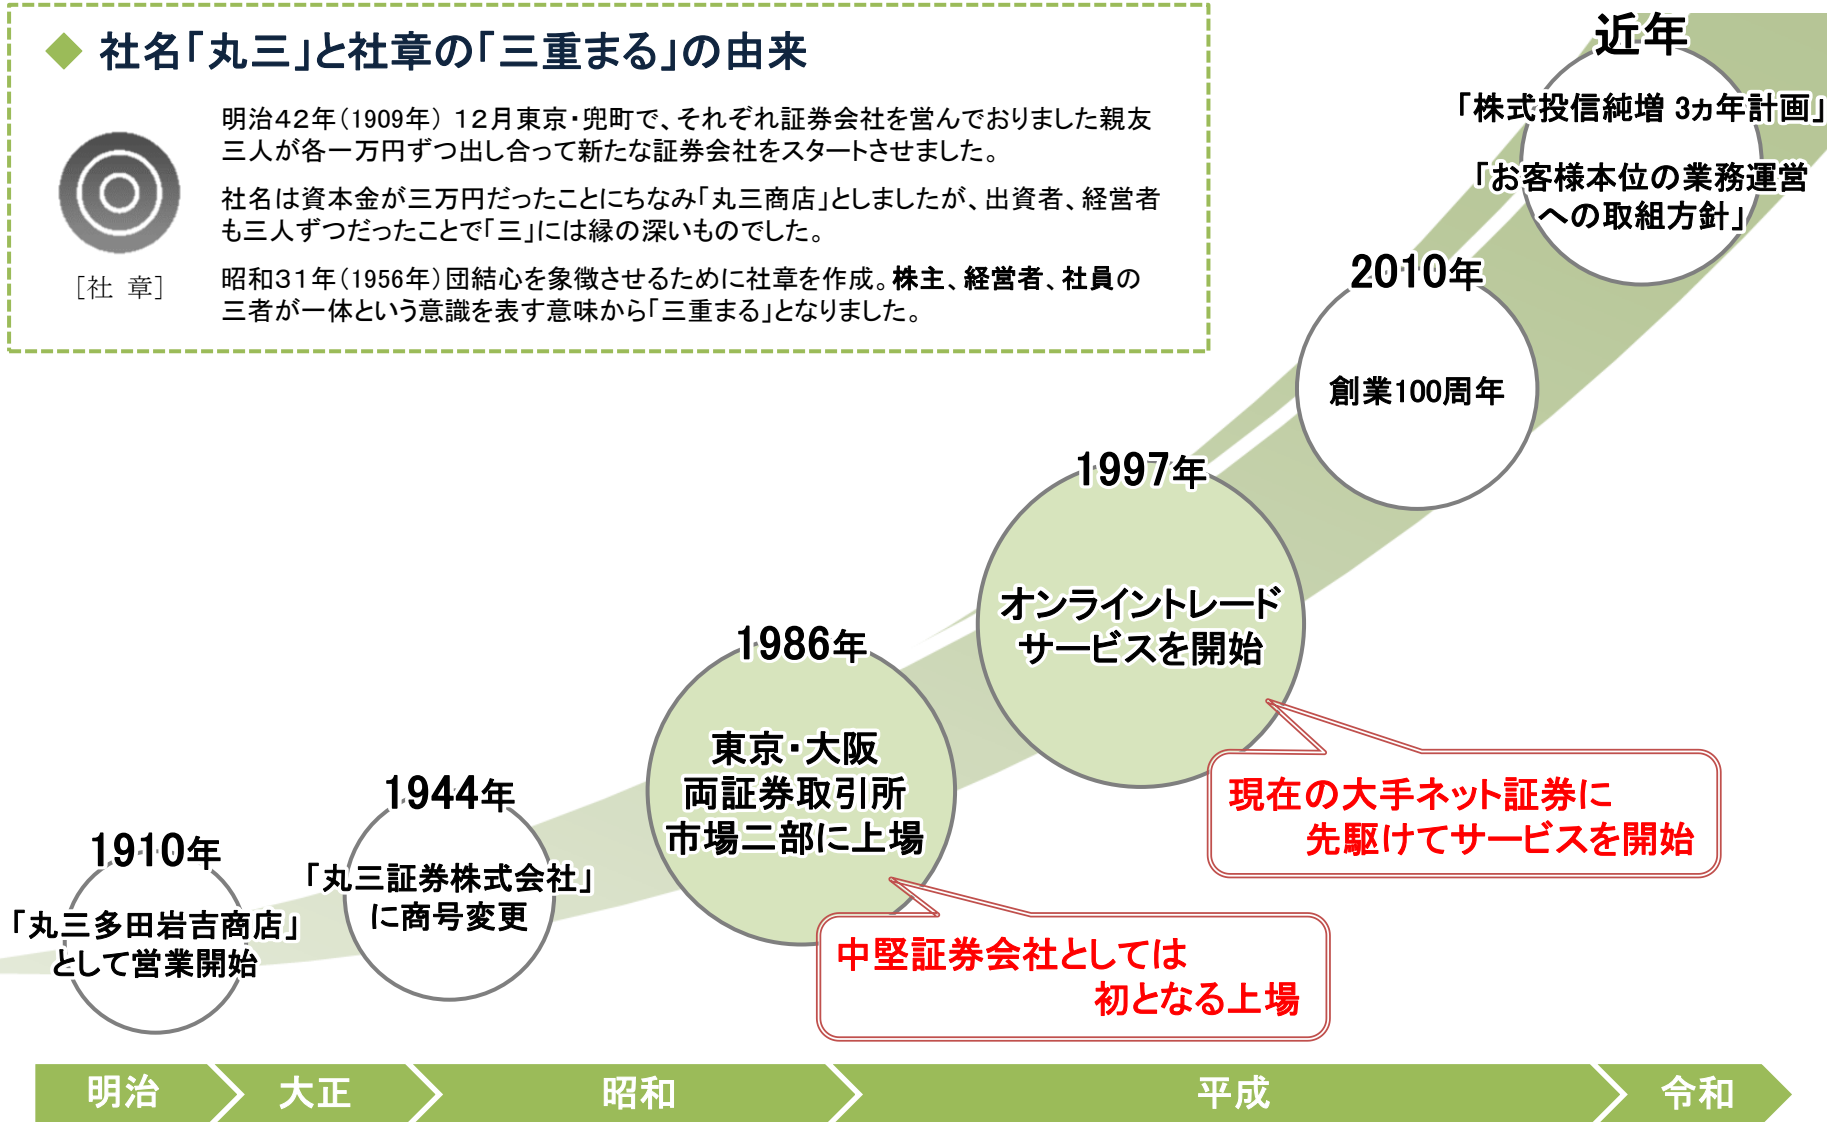 社名「丸三」と社章の「三重まる」の由来
明治42年(1909年) 12月東京・兜町で、それぞれ証券会社を営んでおりました親友
三人が各一万円ずつ出し合って新たな証券会社をスタートさせました。
社名は資本金が三万円だったことにちなみ「丸三商店」としましたが、出資者、経営者
も三人ずつだったことで「三」には縁の深いものでした。
昭和31年(1956年)団結心を象徴させるために社章を作成。株主、経営者、社員の
三者が一体という意識を表す意味から「三重まる」となりました。
[社 章]
1910年
「丸三多田岩吉商店」
として営業開始
1944年
「丸三証券株式会社」
に商号変更
1986年
東京・大阪
両証券取引所
市場二部に上場
中堅証券会社としては
初となる上場
1997年
オンライントレード
サービスを開始
現在の大手ネット証券に
先駆けてサービスを開始
2010年
創業100周年
近年
「株式投信純増 3ヵ年計画」
「お客様本位の業務運営
への取組方針」
明治
大正
昭和
平成
令和